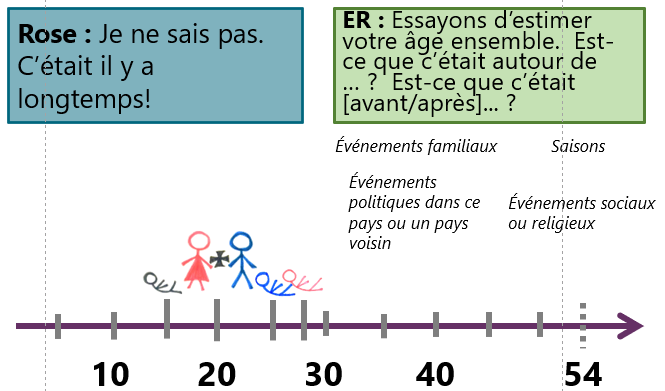 Rose : Je ne sais pas.
C’était il y a
longtemps!
ER : Essayons d’estimer
votre âge ensemble. Est-
ce que c’était autour de
… ? Est-ce que c’était
[avant/après]... ?
Événements familiaux
Saisons
Événements
politiques dans ce
pays ou un pays
voisin
Événements sociaux
ou religieux
10 20 30 40 54